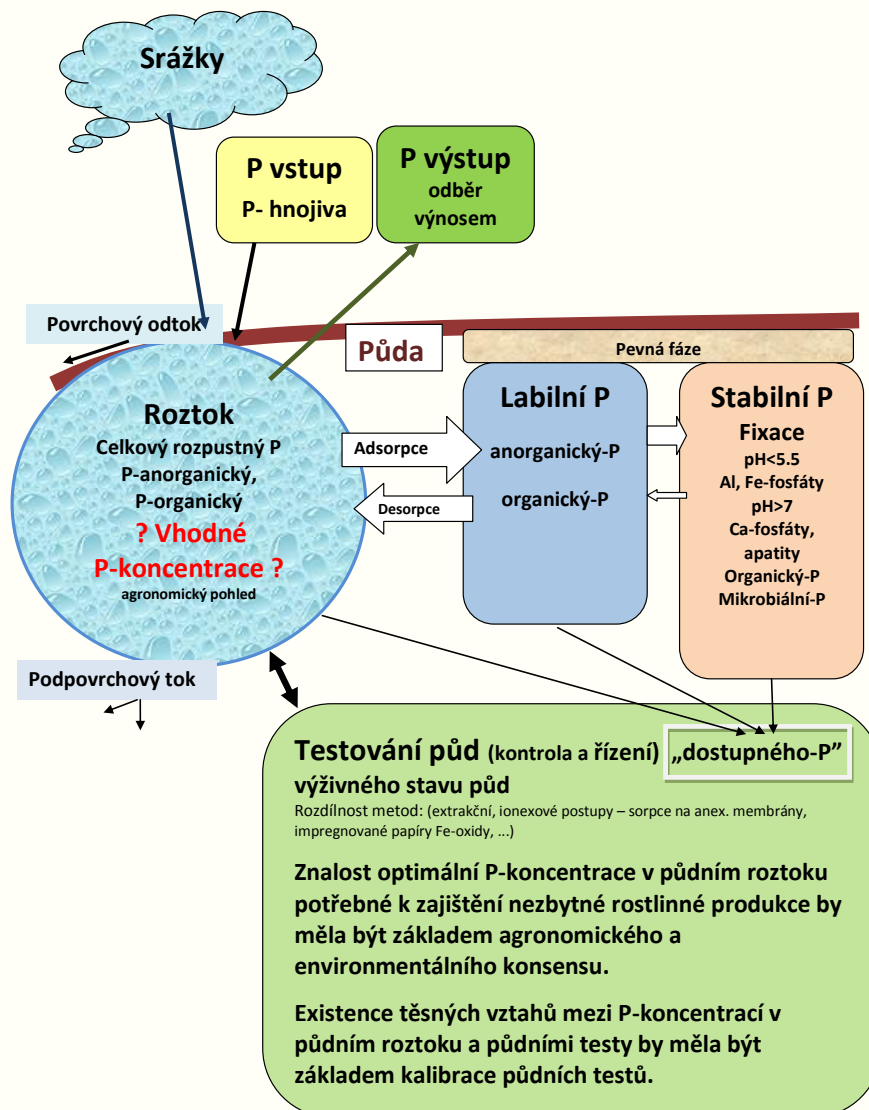 Srážky
P vstup
P- hnojiva
P výstup
odběr
výnosem
Povrchový odtok
Půda
Pevná fáze
Roztok
Celkový rozpustný P
P-anorganický,
P-organický
? Vhodné
P-koncentrace ?
agronomický pohled
Adsorpce
Desorpce
Labilní P
anorganický-P
organický-P
Stabilní P
Fixace
pH<5.5
Al, Fe-fosfáty
pH>7
Ca-fosfáty,
apatity
Organický-P
Mikrobiální-P
Podpovrchový tok
Testování půd (kontrola a řízení) „dostupného-P”
výživného stavu půd
Rozdílnost metod: (extrakční, ionexové postupy – sorpce na anex. membrány,
impregnované papíry Fe-oxidy, ...)
Znalost optimální P-koncentrace v půdním roztoku
potřebné k zajištění nezbytné rostlinné produkce by
měla být základem agronomického a
environmentálního konsensu.
Existence těsných vztahů mezi P-koncentrací v
půdním roztoku a půdními testy by měla být
základem kalibrace půdních testů.